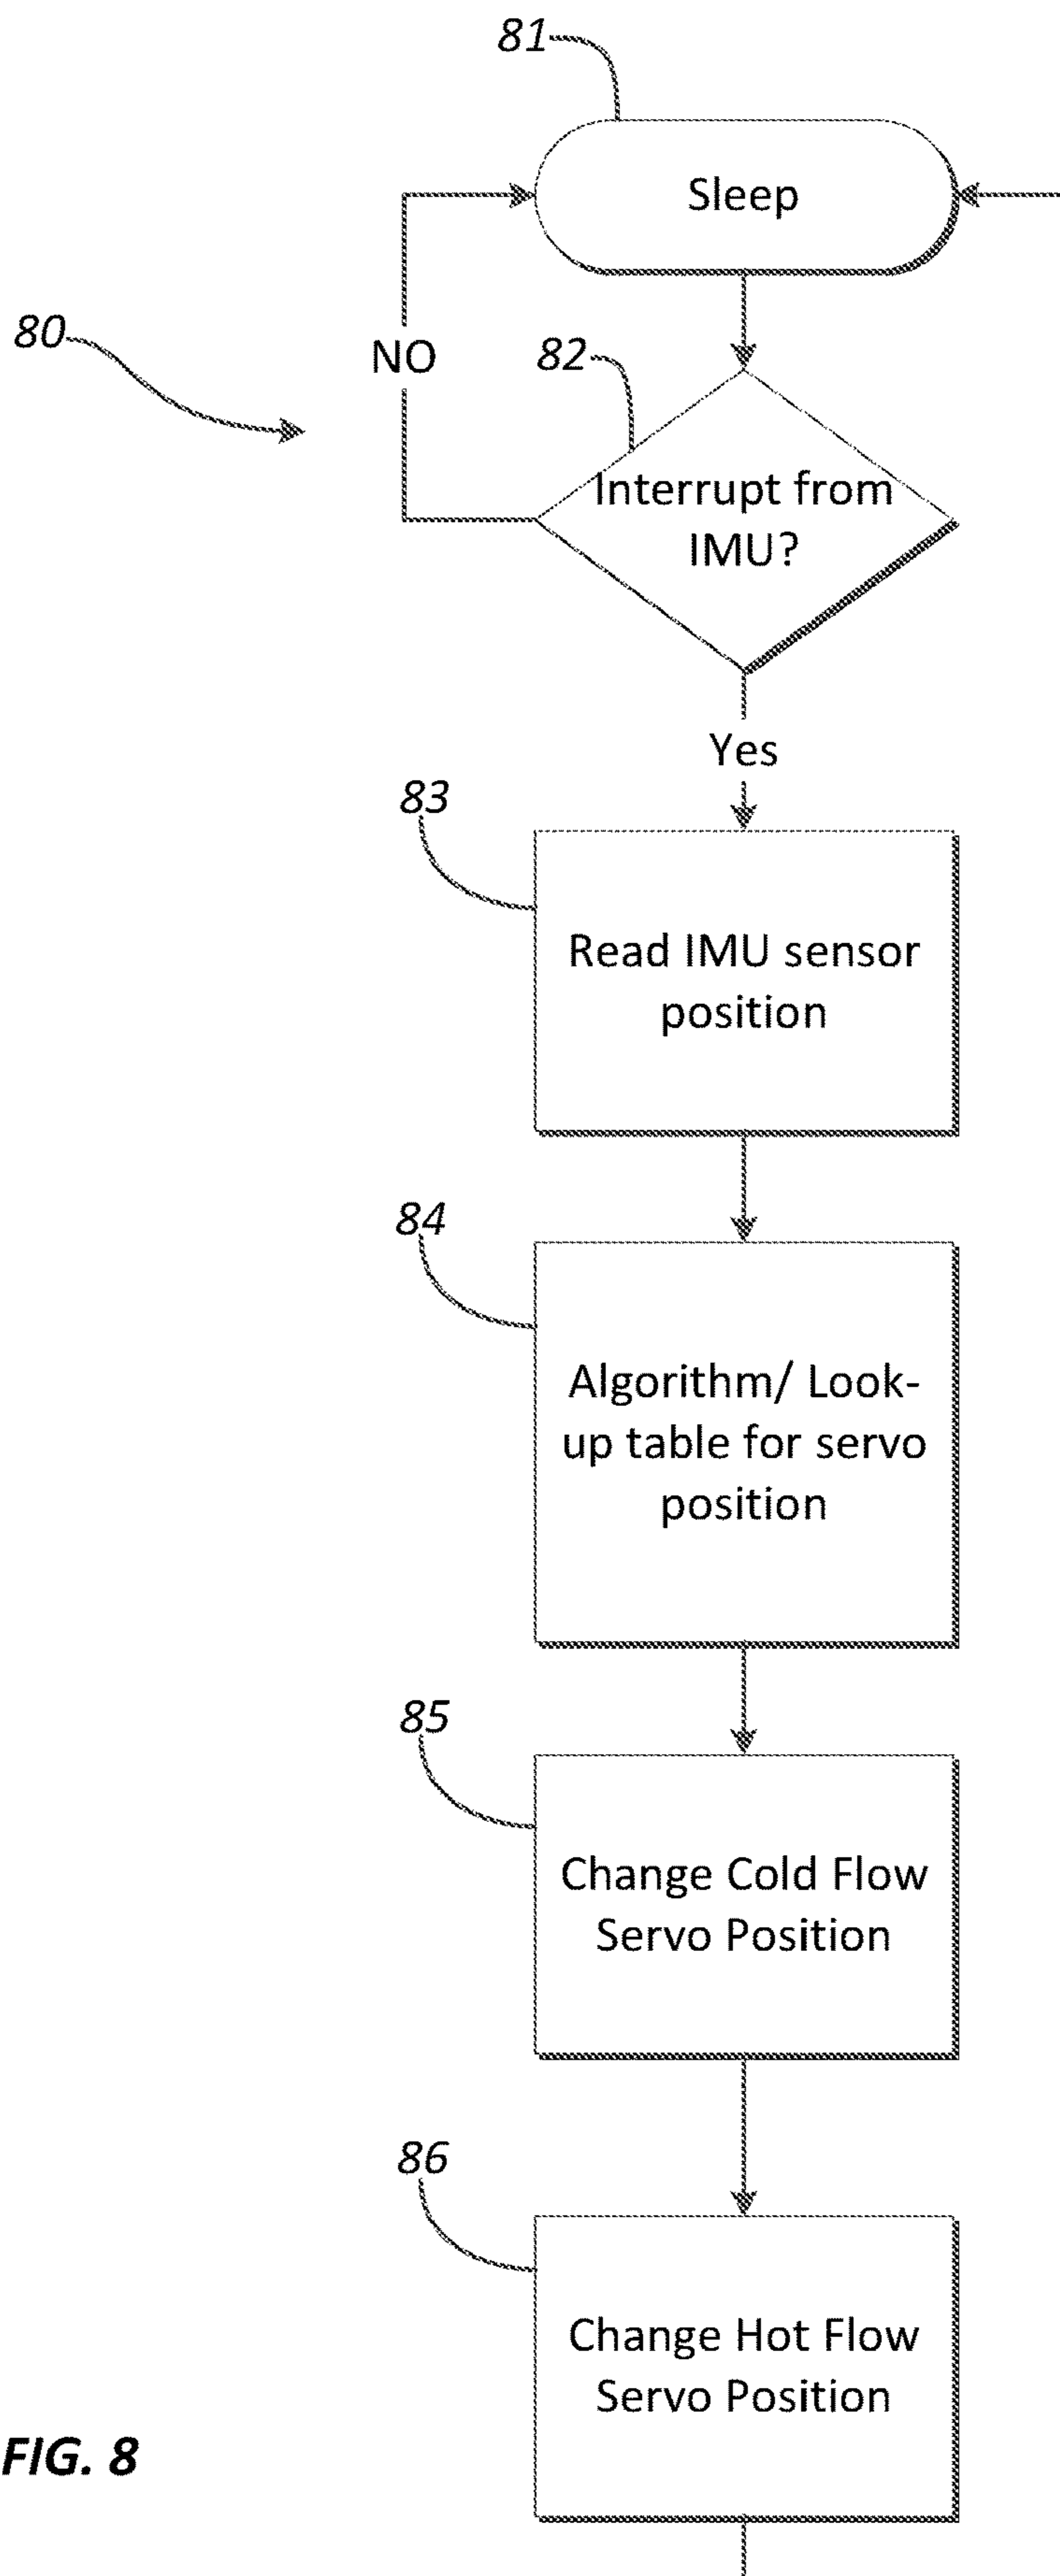 81
Sleep
80
NO
82
Interrupt from
IMU?
Yes
83
Read IMU sensor
position
84
Algorithm/ Look-
up table for servo
position
85
Change Cold Flow
Servo Position
86
Change Hot Flow
Servo Position
FIG. 8